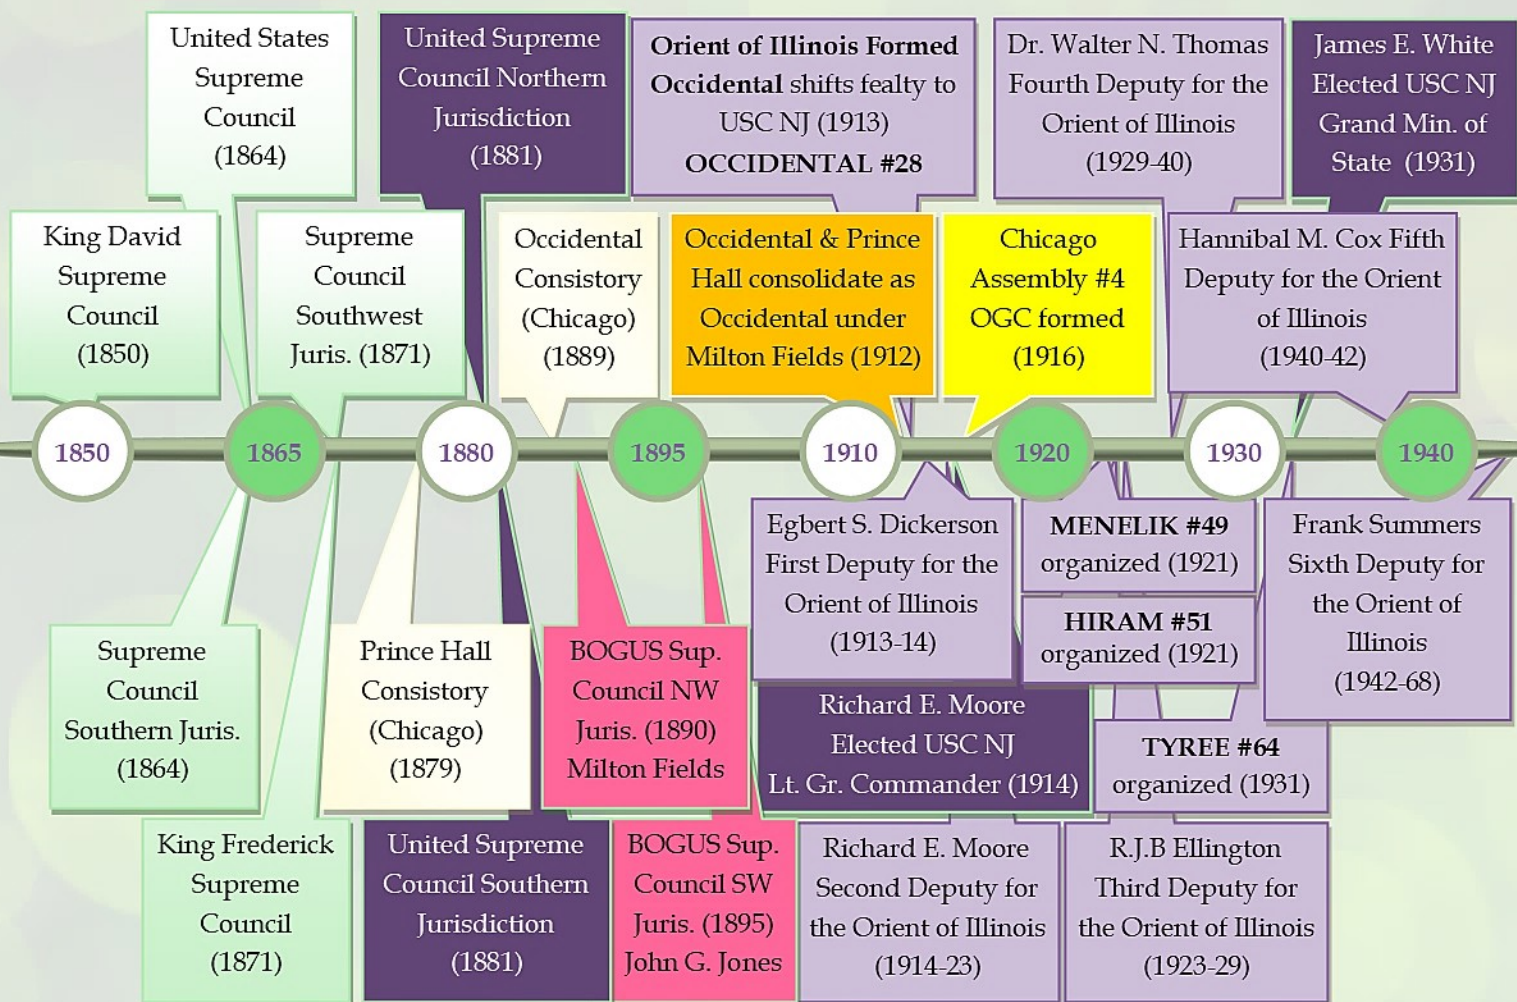 United States
Supreme
Council
(1864)
United Supreme
Council Northern
Jurisdiction
(1881)
Orient of Illinois Formed
Occidental shifts fealty to
USC NJ (1913)
OCCIDENTAL #28
Dr. Walter N. Thomas
Fourth Deputy for the
Orient of Illinois
(1929-40)
James E. White
Elected USC NJ
Grand Min. of
State (1931)
King David
Supreme
Council
(1850)
Supreme
Council
Southwest
Juris. (1871)
Occidental
Consistory
(Chicago)
(1889)
Occidental & Prince
Hall consolidate as
Occidental under
Milton Fields (1912)
Chicago
Assembly #4
OGC formed
(1916)
Hannibal M. Cox Fifth
Deputy for the Orient
of Illinois
(1940-42)
1850
1865
1880
1895
1910
1920
1930
1940
Egbert S. Dickerson
First Deputy for the
Orient of Illinois
(1913-14)
MENELIK #49
organized (1921)
HIRAM #51
organized (1921)
Frank Summers
Sixth Deputy for
the Orient of
Illinois
(1942-68)
Supreme
Council
Southern Juris.
(1864)
Prince Hall
Consistory
(Chicago)
(1879)
BOGUS Sup.
Council NW
Juris. (1890)
Milton Fields
Richard E. Moore
Elected USC NJ
Lt. Gr. Commander (1914)
TYREE #64
organized (1931)
King Frederick
Supreme
Council
(1871)
United Supreme
Council Southern
Jurisdiction
(1881)
BOGUS Sup.
Council SW
Juris. (1895)
John G. Jones
Richard E. Moore
Second Deputy for
the Orient of Illinois
(1914-23)
R.J.B Ellington
Third Deputy for
the Orient of Illinois
(1923-29)